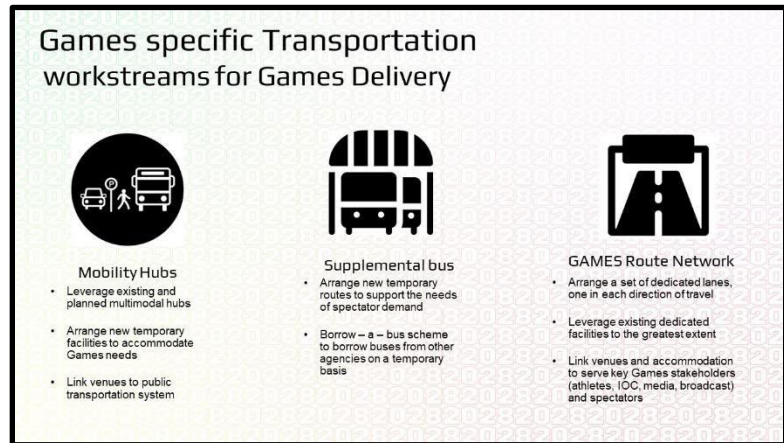 Games specific Transportation
workstreams for Games Delivery
P
Mobility Hubs
• Leverage existing and
planned multimodal hubs
• Arrange new temporary
facilities to accommodate
Games needs
• Link venues to public
transportation system
Supplemental bus
• Arrange new temporary
routes to support the needs
of spectator demand
• Borrow – a – bus scheme
to borrow buses from other
agencies on a temporary
basis
GAMES Route Network
• Arrange a set of dedicated lanes,
one in each direction of travel
• Leverage existing dedicated
facilities to the greatest extent
• Link venues and accommodation
to serve key Games stakeholders
(athletes, IOC, media, broadcast)
and spectators